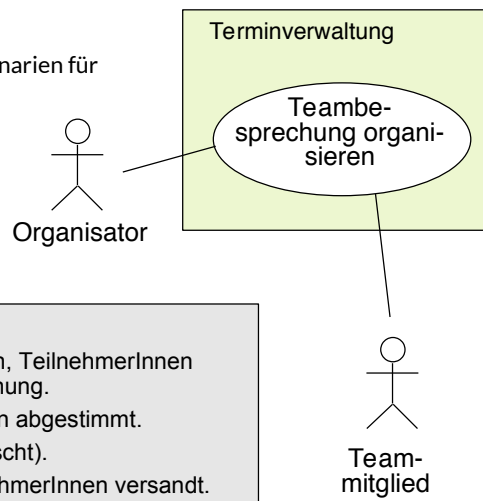 Terminverwaltung
narien für
Teambe-
sprechung organi-
sieren
Organisator
TeilnehmerInnen
nung.
n abgestimmt.
scht).
hmerInnen versandt.
Team-
mitglied